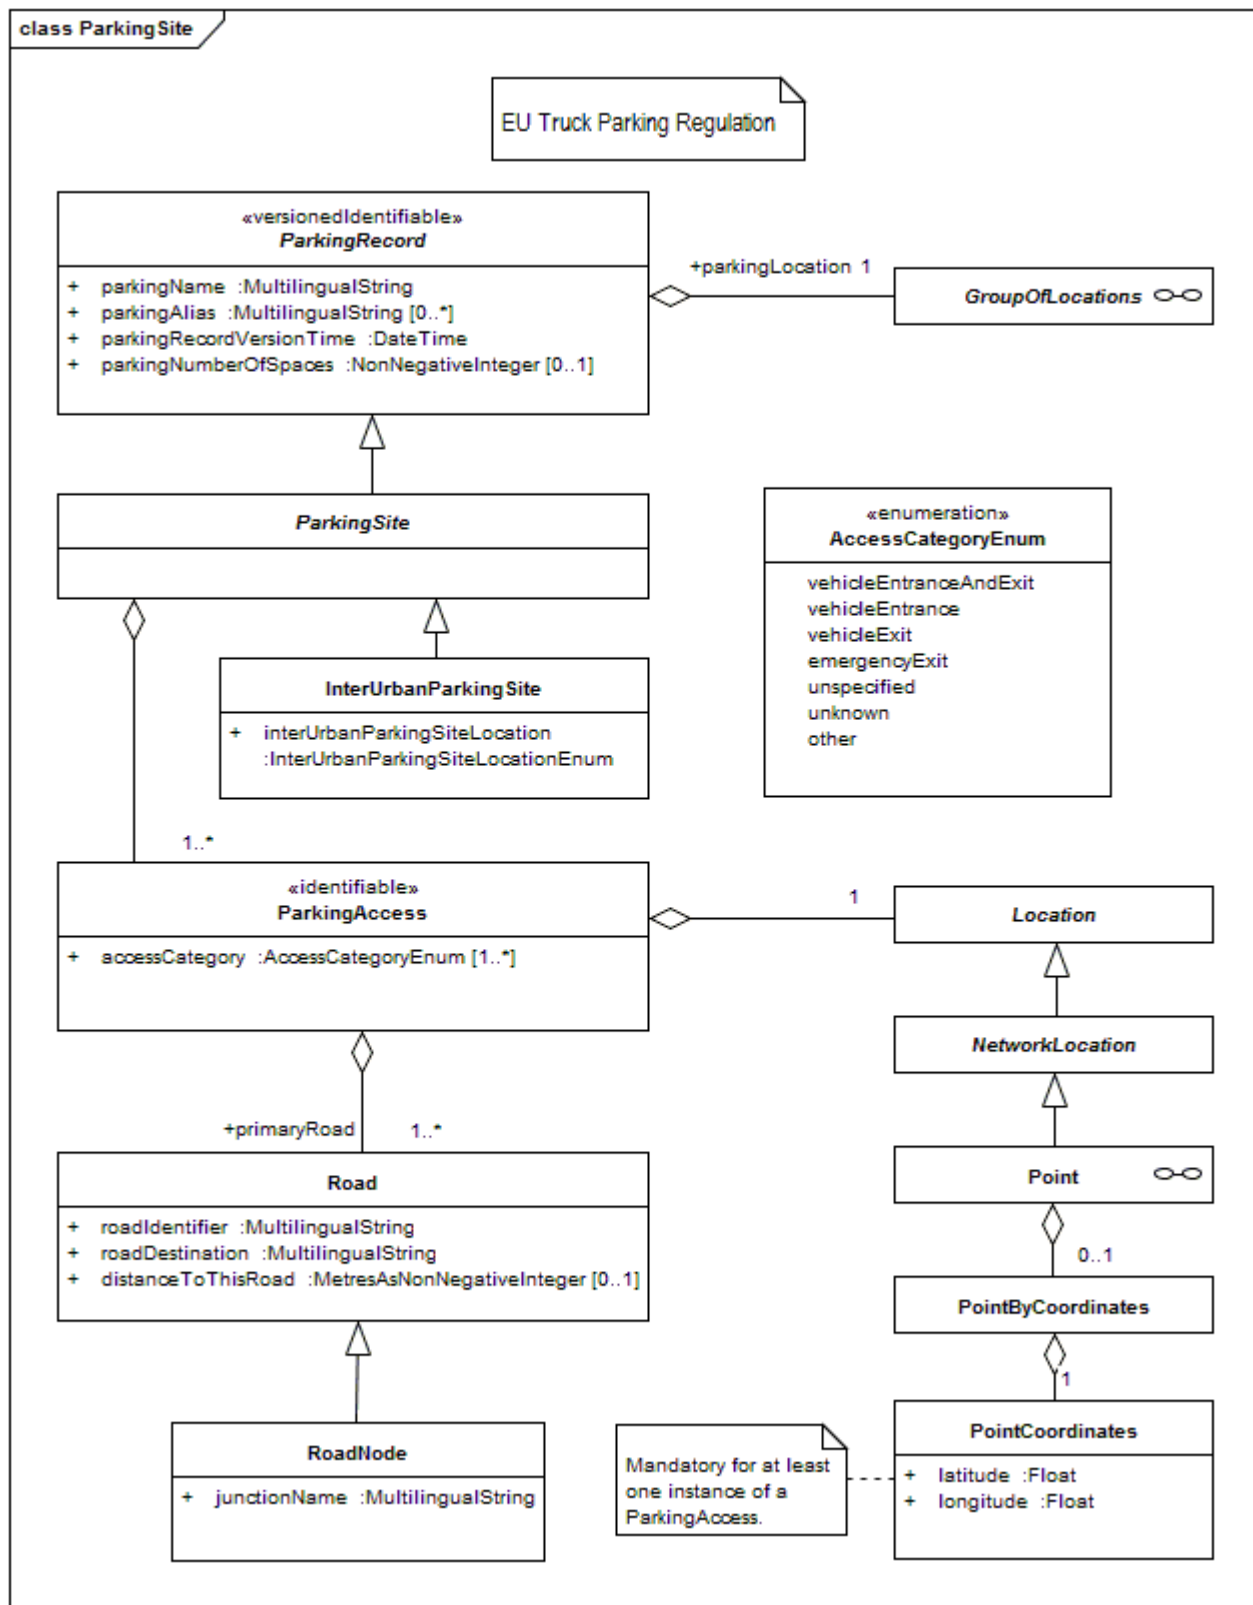 class ParkingSite
EU Truck Parking Regulation
«versionedIdentifiable»
ParkingRecord
+ parkingName :MultilingualString
+ parkingAlias :MultilingualString [0..*]
+ parkingRecordVersionTime :DateTime
+ parkingNumberOfSpaces :NonNegativeInteger [0..1]
+parkingLocation 1
GroupOfLocations
ParkingSite
«enumeration»
AccessCategoryEnum
vehicleEntranceAndExit
vehicleEntrance
vehicleExit
emergencyExit
unspecified
unknown
other
InterUrbanParkingSite
+ interUrbanParkingSiteLocation
:InterUrbanParkingSiteLocationEnum
1..*
«identifiable»
ParkingAccess
+ accessCategory :AccessCategoryEnum [1..*]
1
Location
NetworkLocation
+primaryRoad 1..*
Road
+ roadIdentifier :MultilingualString
+ roadDestination :MultilingualString
+ distanceToThisRoad :MetresAsNonNegativeInteger [0..1]
Point
0..1
PointByCoordinates
1
RoadNode
+ junctionName :MultilingualString
Mandatory for at least
one instance of a
ParkingAccess.
PointCoordinates
+ latitude :Float
+ longitude :Float